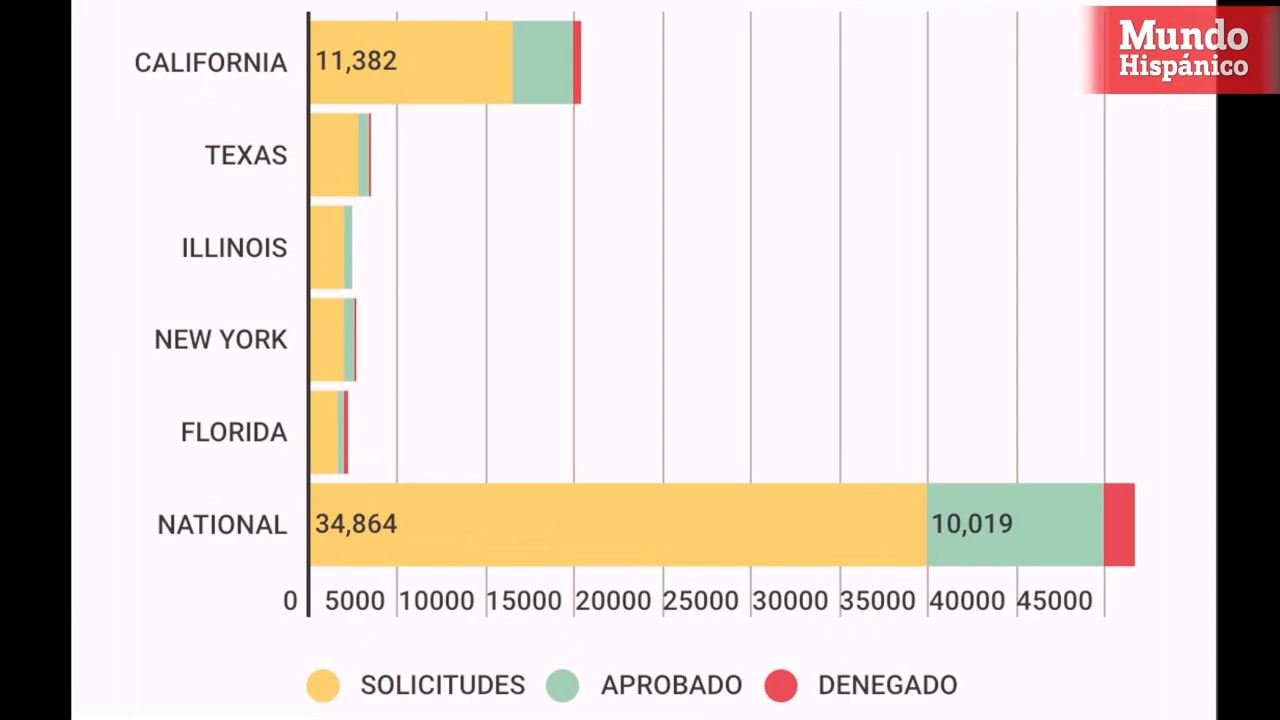 Mundo
Hispánico
CALIFORNIA 11,382
TEXAS
ILLINOIS
NEW YORK
FLORIDA
NATIONAL 34,864 10,019
0 5000 10000 15000 20000 25000 30000 35000 40000 45000
SOLICITUDES APROBADO DENEGADO